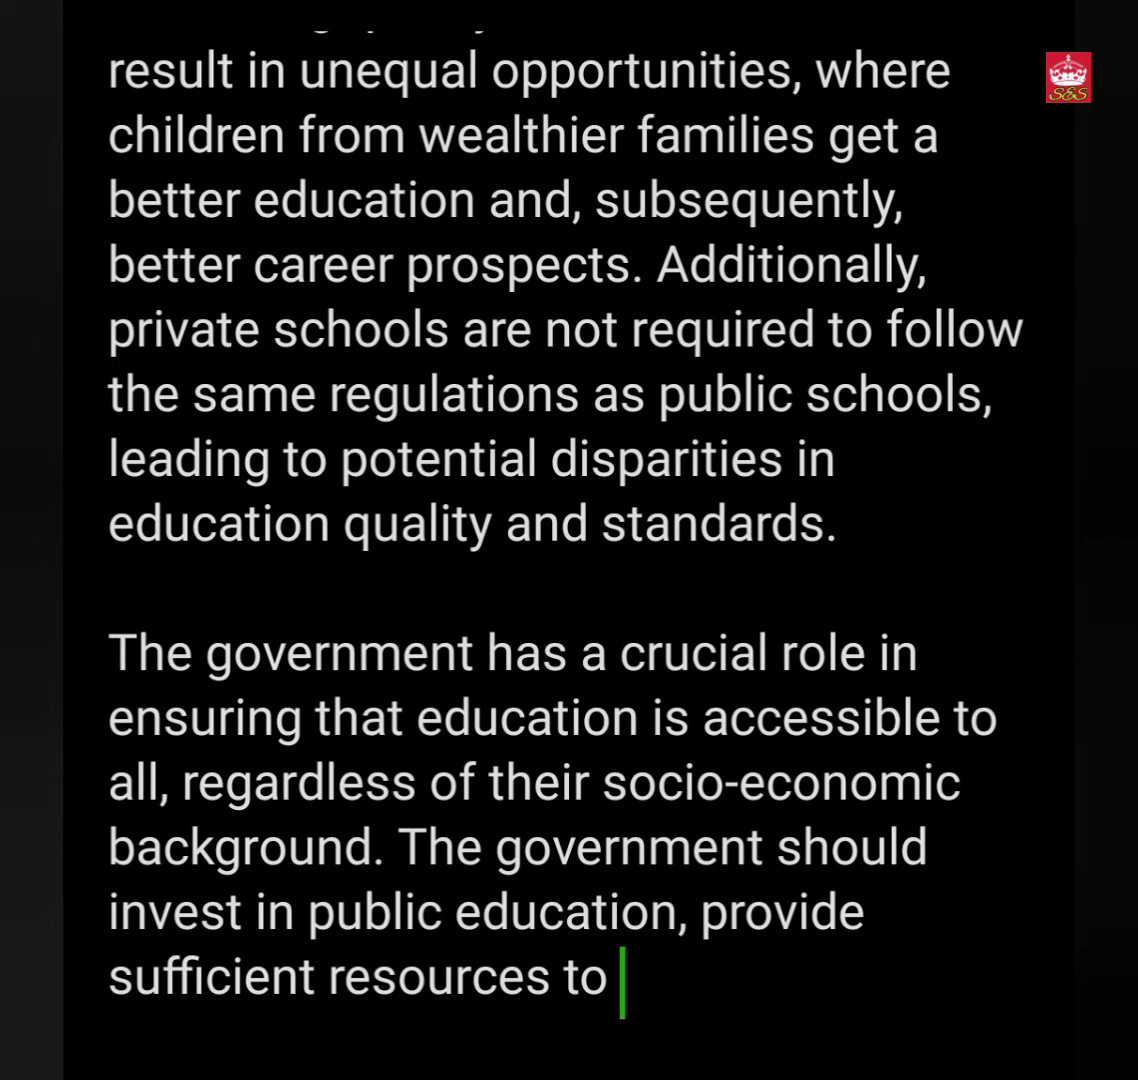 result in unequal opportunities, where
children from wealthier families get a
better education and, subsequently,
better career prospects. Additionally,
private schools are not required to follow
the same regulations as public schools,
leading to potential disparities in
education quality and standards.
The government has a crucial role in
ensuring that education is accessible to
all, regardless of their socio-economic
background. The government should
invest in public education, provide
sufficient resources to
S&S